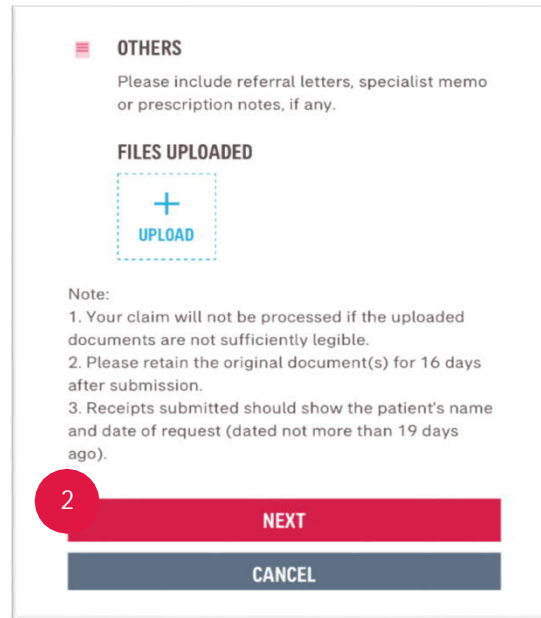 OTHERS
Please include referral letters, specialist memo
or prescription notes, if any.
FILES UPLOADED
+
UPLOAD
Note:
1. Your claim will not be processed if the uploaded
documents are not sufficiently legible.
2. Please retain the original document(s) for 16 days
after submission.
3. Receipts submitted should show the patient's name
and date of request (dated not more than 19 days
ago).
2
NEXT
CANCEL